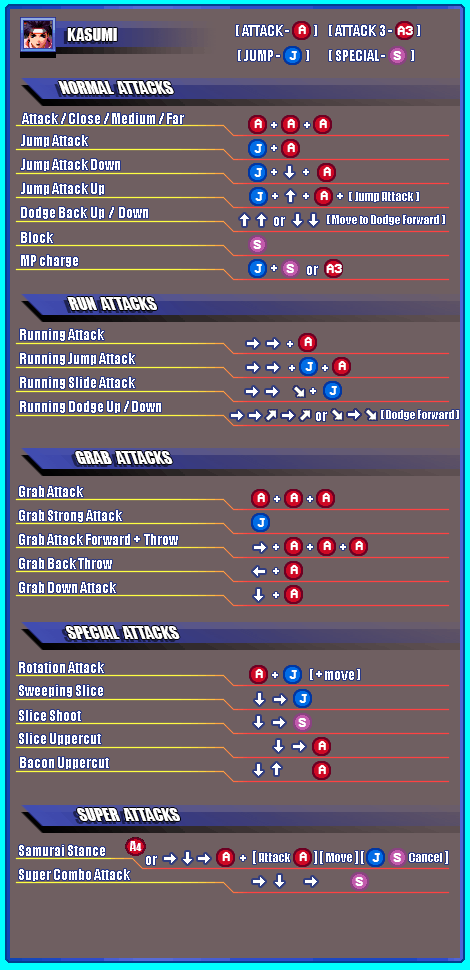 KASUMI
[ ATTACK - A ] [ ATTACK 3 - A3 ]
[ JUMP - J ] [ SPECIAL - S ]
NORMAL ATTACKS
Attack / Close / Medium / Far A + A + A
Jump Attack J + A
Jump Attack Down J + ↓ + A
Jump Attack Up J + ↑ + A + [ Jump Attack ]
Dodge Back Up / Down ↑ ↑ or ↓ ↓ [ Move to Dodge Forward ]
Block S
MP charge J + S or A3
RUN ATTACKS
Running Attack → → + A
Running Jump Attack → → + J + A
Running Slide Attack → → ↘ + J
Running Dodge Up / Down → → ↗ → ↗ or ↘ → ↘ [ Dodge Forward ]
GRAB ATTACKS
Grab Attack A + A + A
Grab Strong Attack J
Grab Attack Forward + Throw → + A + A + A
Grab Back Throw ← + A
Grab Down Attack ↓ + A
SPECIAL ATTACKS
Rotation Attack A + J [ + move ]
Sweeping Slice ↓ → J
Slice Shoot ↓ → S
Slice Uppercut ↓ → A
Bacon Uppercut ↓ ↑ A
SUPER ATTACKS
Samurai Stance A4 or → ↓ → A + [ Attack A ] [ Move ] [ J S Cancel ]
Super Combo Attack → ↓ → S